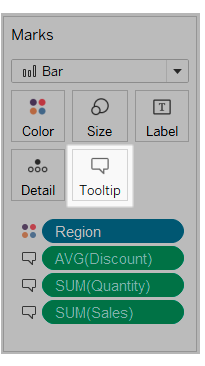 Marks
Bar
Color Size Label
Detail Tooltip
Region
AVG(Discount)
SUM(Quantity)
SUM(Sales)